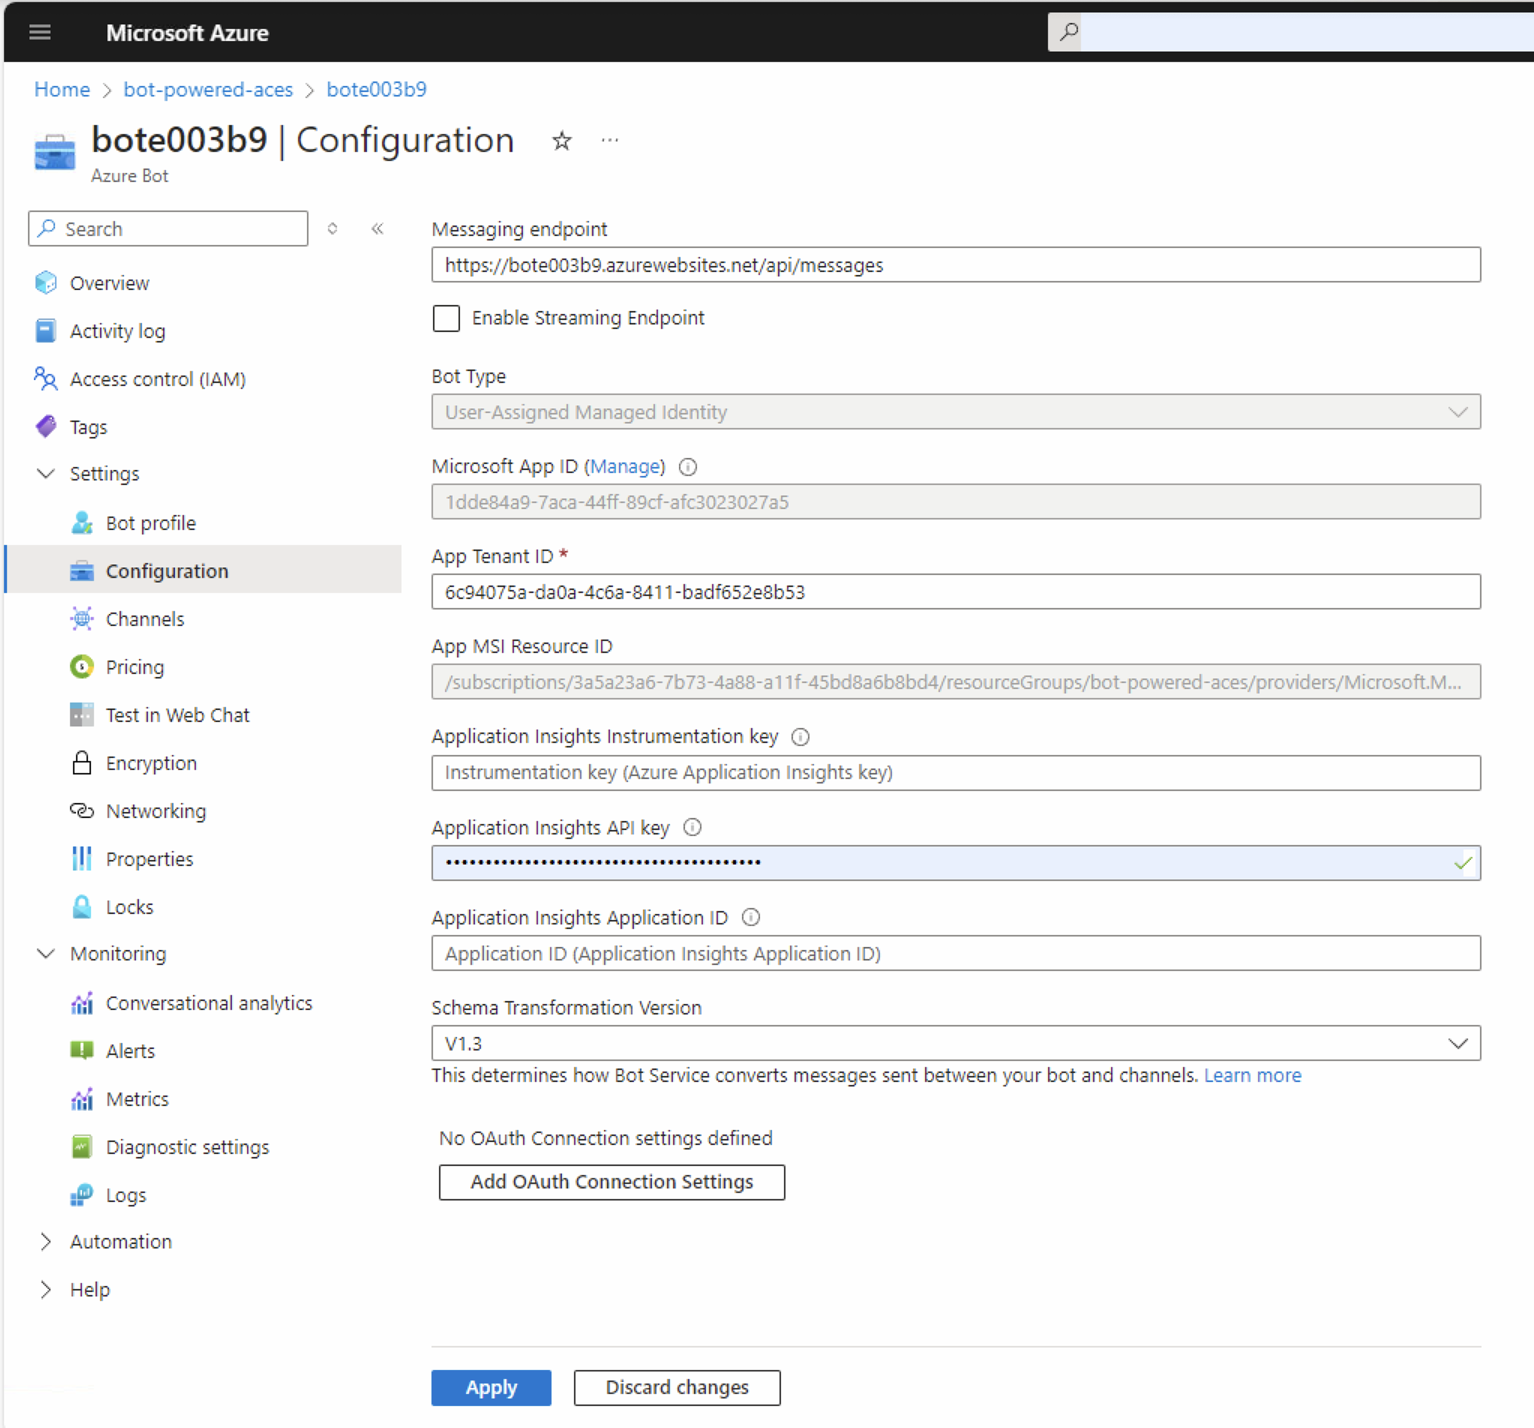 Microsoft Azure
Home > bot-powered-aces > bote003b9
bote003b9 | Configuration
Azure Bot
Search
Overview
Activity log
Access control (IAM)
Tags
Settings
Bot profile
Configuration
Channels
Pricing
Test in Web Chat
Encryption
Networking
Properties
Locks
Monitoring
Conversational analytics
Alerts
Metrics
Diagnostic settings
Logs
Automation
Help
Messaging endpoint
https://bote003b9.azurewebsites.net/api/messages
Enable Streaming Endpoint
Bot Type
User-Assigned Managed Identity
Microsoft App ID (Manage)
1dde84a9-7aca-44ff-89cf-afc3023027a5
App Tenant ID *
6c94075a-da0a-4c6a-8411-badf652e8b53
App MSI Resource ID
/subscriptions/3a5a23a6-7b73-4a88-a11f-45bd8a6b8bd4/resourceGroups/bot-powered-aces/providers/Microsoft.M...
Application Insights Instrumentation key
Instrumentation key (Azure Application Insights key)
Application Insights API key
••••••••••••••••••••••••••••••••••••••••
Application Insights Application ID
Application ID (Application Insights Application ID)
Schema Transformation Version
V1.3
This determines how Bot Service converts messages sent between your bot and channels. Learn more
No OAuth Connection settings defined
Add OAuth Connection Settings
Apply
Discard changes